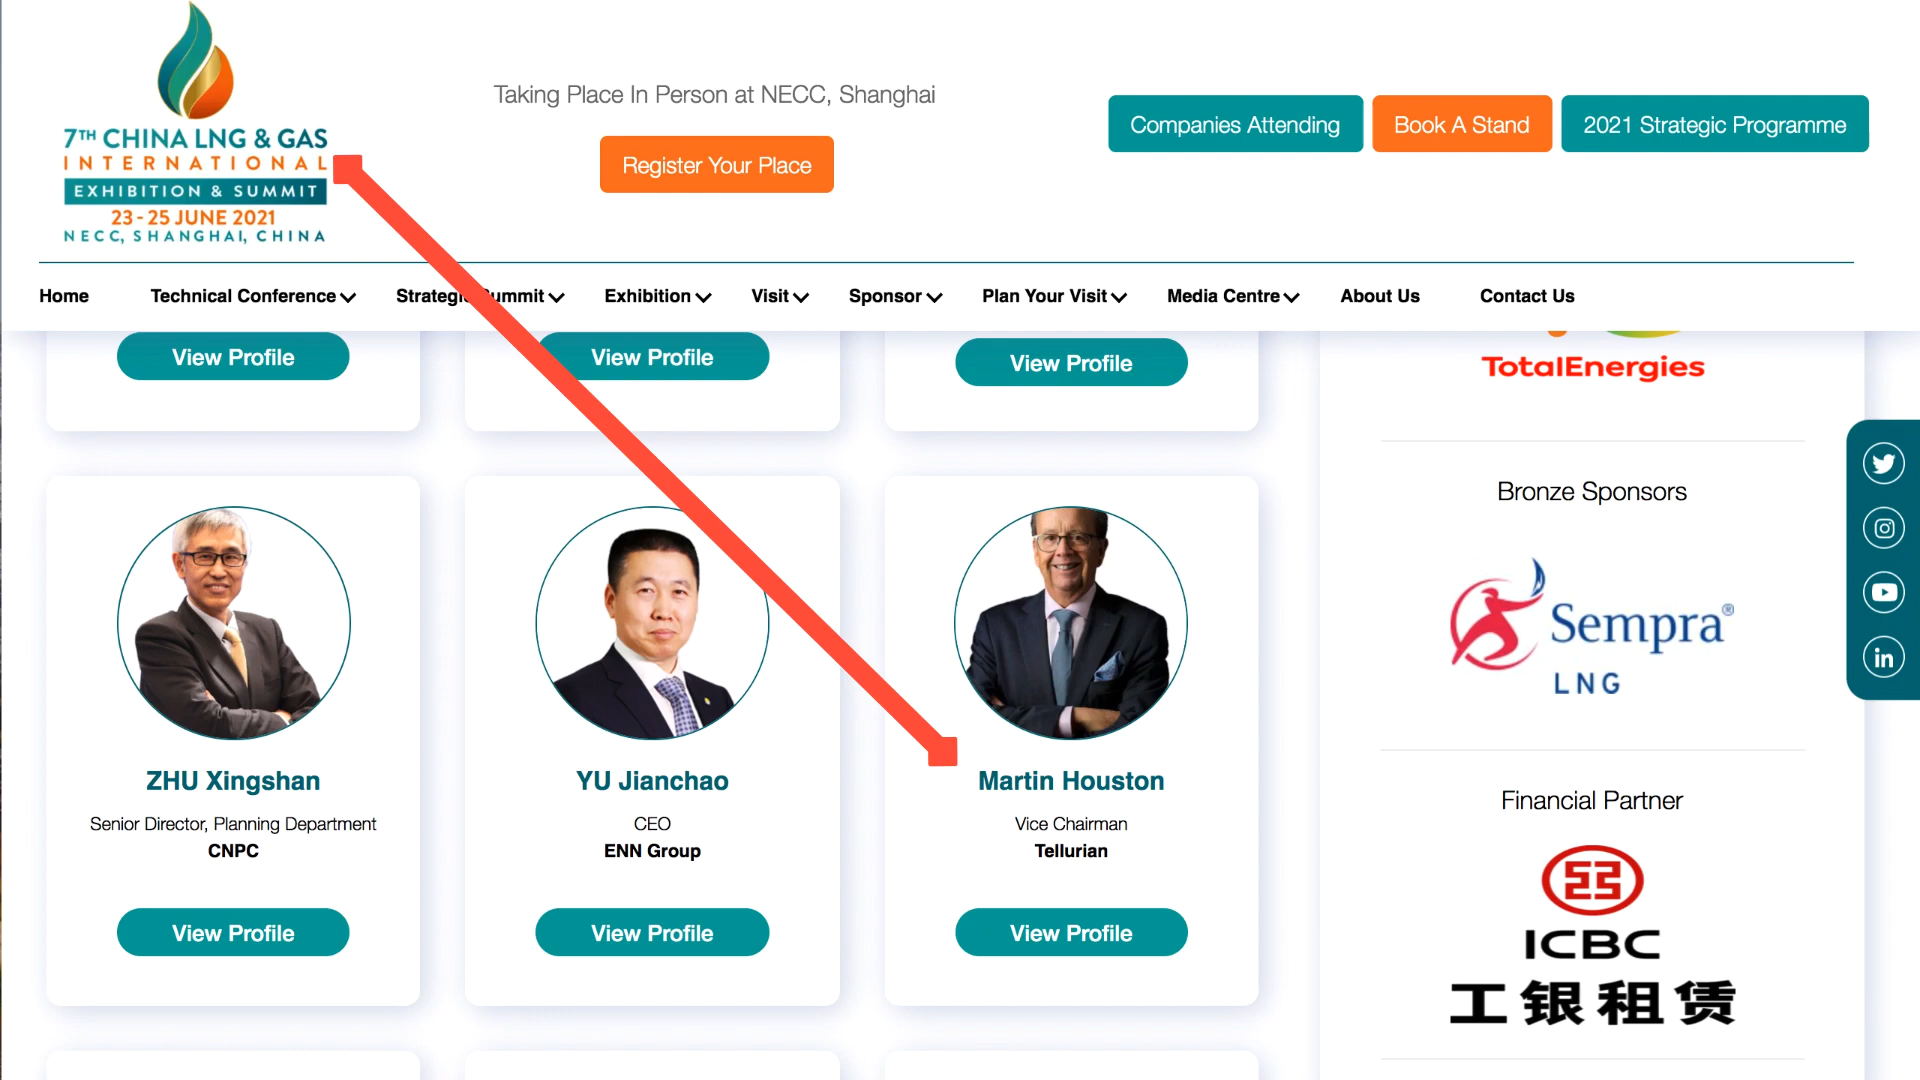 7TH CHINA LNG & GAS
INTERNATIONAL
EXHIBITION & SUMMIT
23 - 25 JUNE 2021
NECC, SHANGHAI, CHINA
Taking Place In Person at NECC, Shanghai
Register Your Place
Companies Attending
Book A Stand
2021 Strategic Programme
Home
Technical Conference
Strategic Summit
Exhibition
Visit
Sponsor
Plan Your Visit
Media Centre
About Us
Contact Us
View Profile
View Profile
View Profile
ZHU Xingshan
Senior Director, Planning Department
CNPC
View Profile
YU Jianchao
CEO
ENN Group
View Profile
Martin Houston
Vice Chairman
Tellurian
View Profile
TotalEnergies
Bronze Sponsors
Sempra®
LNG
Financial Partner
ICBC
工银租赁
in